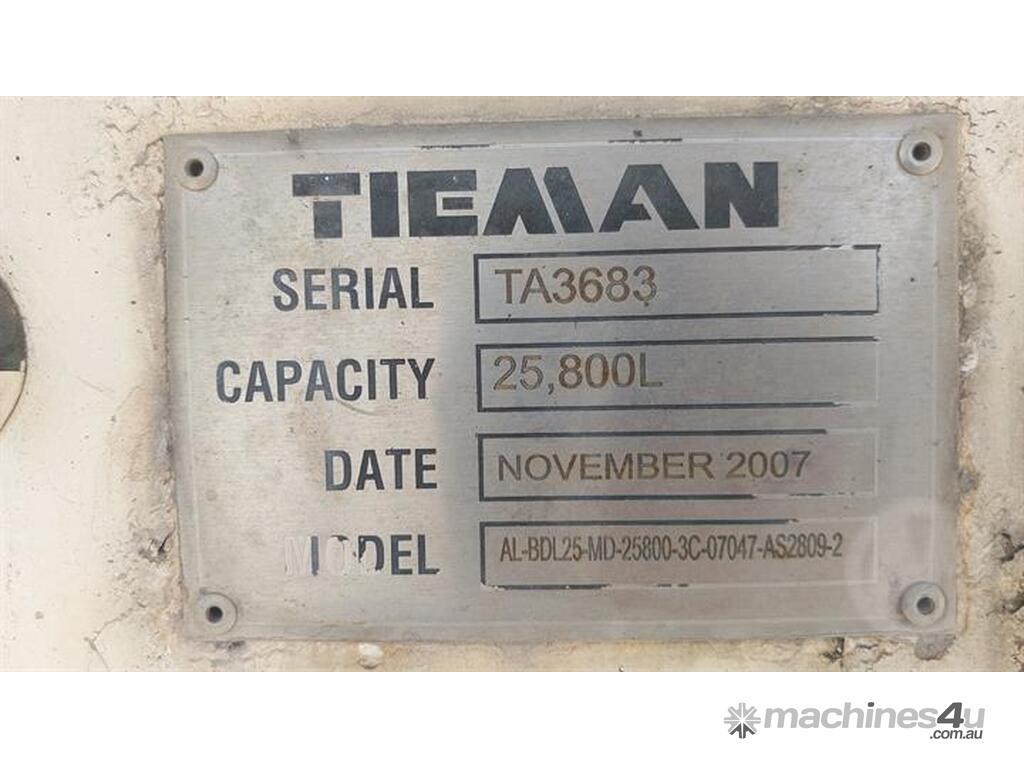 TIEMAN
SERIAL TA3683
CAPACITY 25,800L
DATE NOVEMBER 2007
MODEL AL-BDL25-MD-25800-3C-07047-AS2809-2
machines4u
.com.au